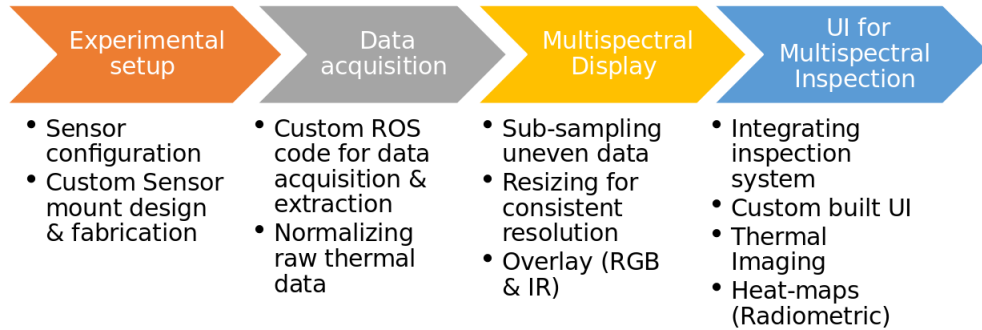 Experimental
setup
• Sensor
configuration
• Custom Sensor
mount design
& fabrication
Data
acquisition
• Custom ROS
code for data
acquisition &
extraction
• Normalizing
raw thermal
data
Multispectral
Display
• Sub-sampling
uneven data
• Resizing for
consistent
resolution
• Overlay (RGB
& IR)
UI for
Multispectral
Inspection
• Integrating
inspection
system
• Custom built UI
• Thermal
Imaging
• Heat-maps
(Radiometric)